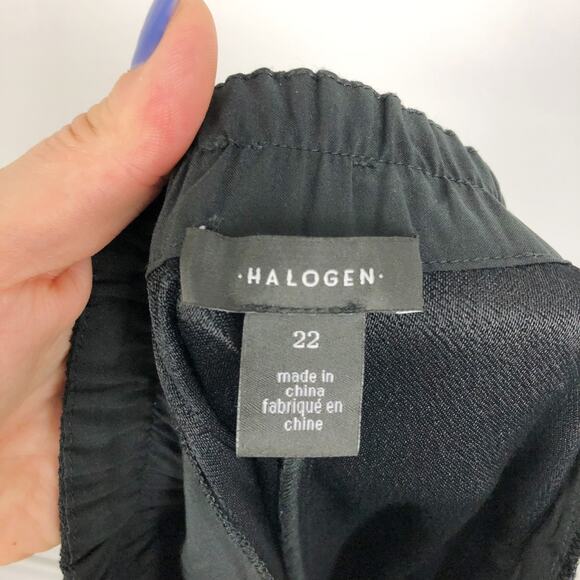 ·HALOGEN·
22
made in
china
fabriqué en
chine